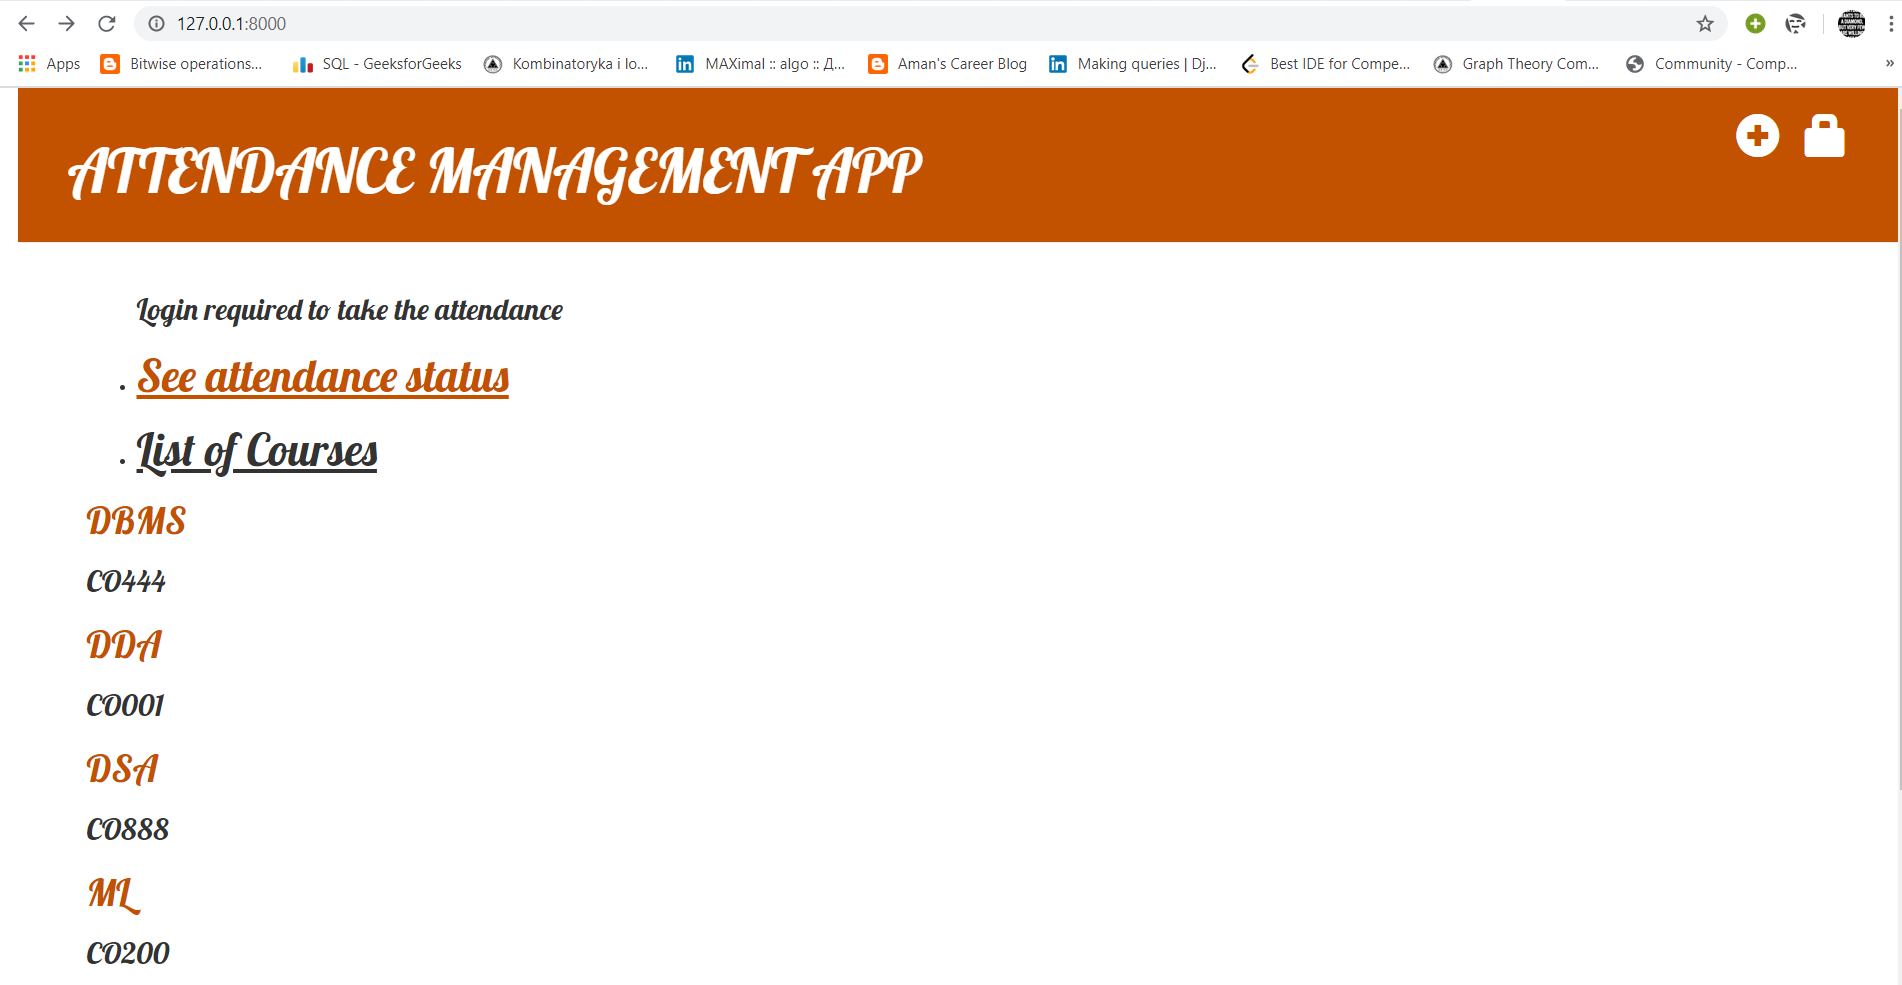 127.0.0.1:8000
Apps Bitwise operations... SQL - GeeksforGeeks Kombinatoryka i lo... MAXimal :: algo :: Д... Aman's Career Blog Making queries | Dj... Best IDE for Compe... Graph Theory Com... Community - Comp... »
ATTENDANCE MANAGEMENT APP
Login required to take the attendance
See attendance status
List of Courses
DBMS
CO444
DDA
CO001
DSA
CO888
ML
CO200